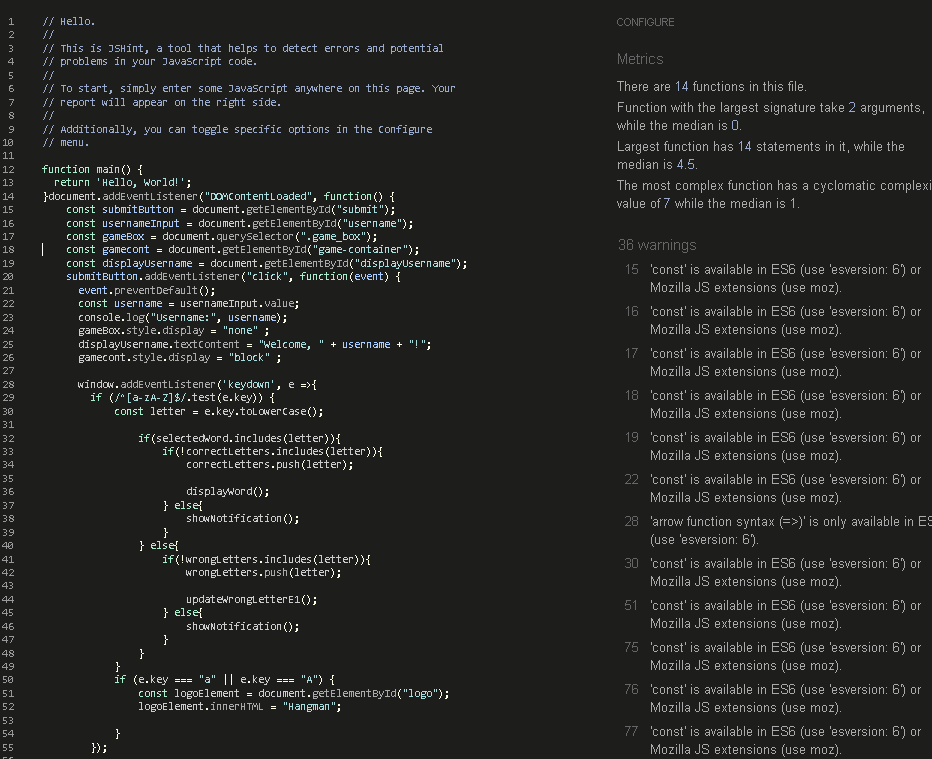 1 // Hello.
2 //
3 // This is JSHint, a tool that helps to detect errors and potential
4 // problems in your JavaScript code.
5 //
6 // To start, simply enter some JavaScript anywhere on this page. Your
7 // report will appear on the right side.
8 //
9 // Additionally, you can toggle specific options in the Configure
10 // menu.
11
12 function main() {
13 return 'Hello, World!';
14 }document.addEventListener("DOMContentLoaded", function() {
15 const submitButton = document.getElementById("submit");
16 const usernameInput = document.getElementById("username");
17 const gameBox = document.querySelector(".game_box");
18 const gamecont = document.getElementById("game-container");
19 const displayUsername = document.getElementById("displayUsername");
20 submitButton.addEventListener("click", function(event) {
21 event.preventDefault();
22 const username = usernameInput.value;
23 console.log("Username:", username);
24 gameBox.style.display = "none" ;
25 displayUsername.textContent = "Welcome, " + username + "!";
26 gamecont.style.display = "block" ;
27
28 window.addEventListener('keydown', e =>{
29 if (/^[a-zA-Z]$/.test(e.key)) {
30 const letter = e.key.toLowerCase();
31
32 if(selectedWord.includes(letter)){
33 if(!correctLetters.includes(letter)){
34 correctLetters.push(letter);
35
36 displayWord();
37 } else{
38 showNotification();
39 }
40 } else{
41 if(!wrongLetters.includes(letter)){
42 wrongLetters.push(letter);
43
44 updateWrongLetterE1();
45 } else{
46 showNotification();
47 }
48 }
49 }
50 if (e.key === "a" || e.key === "A") {
51 const logoElement = document.getElementById("logo");
52 logoElement.innerHTML = "Hangman";
53
54 }
55 });
CONFIGURE
Metrics
There are 14 functions in this file.
Function with the largest signature take 2 arguments,
while the median is 0.
Largest function has 14 statements in it, while the
median is 4.5.
The most complex function has a cyclomatic complexi
value of 7 while the median is 1.
36 warnings
15 'const' is available in ES6 (use 'esversion: 6') or
Mozilla JS extensions (use moz).
16 'const' is available in ES6 (use 'esversion: 6') or
Mozilla JS extensions (use moz).
17 'const' is available in ES6 (use 'esversion: 6') or
Mozilla JS extensions (use moz).
18 'const' is available in ES6 (use 'esversion: 6') or
Mozilla JS extensions (use moz).
19 'const' is available in ES6 (use 'esversion: 6') or
Mozilla JS extensions (use moz).
22 'const' is available in ES6 (use 'esversion: 6') or
Mozilla JS extensions (use moz).
28 'arrow function syntax (=>)' is only available in ES
(use 'esversion: 6').
30 'const' is available in ES6 (use 'esversion: 6') or
Mozilla JS extensions (use moz).
51 'const' is available in ES6 (use 'esversion: 6') or
Mozilla JS extensions (use moz).
75 'const' is available in ES6 (use 'esversion: 6') or
Mozilla JS extensions (use moz).
76 'const' is available in ES6 (use 'esversion: 6') or
Mozilla JS extensions (use moz).
77 'const' is available in ES6 (use 'esversion: 6') or
Mozilla JS extensions (use moz).